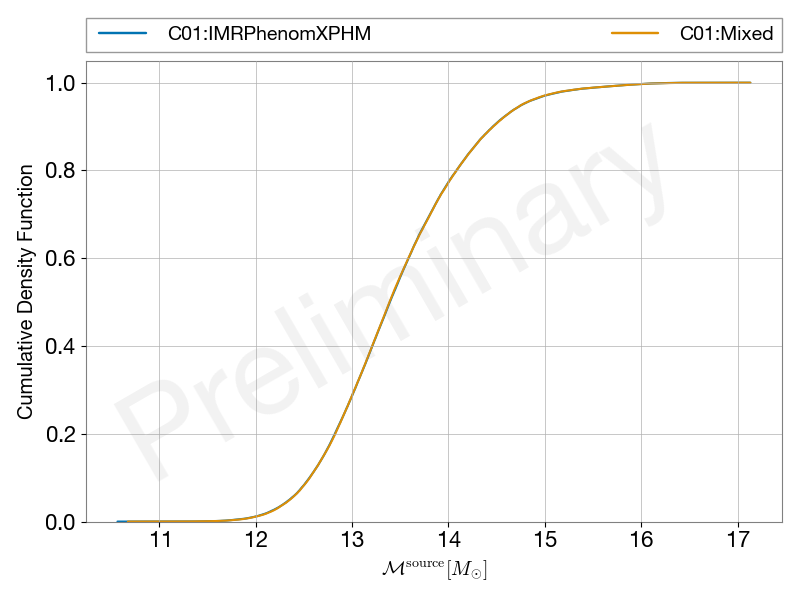 C01:IMRPhenomXPHM C01:Mixed
1.0
0.8
0.6
0.4
0.2
0.0
Cumulative Density Function
Preliminary
11 12 13 14 15 16 17
ℳ^source [M_⊙]